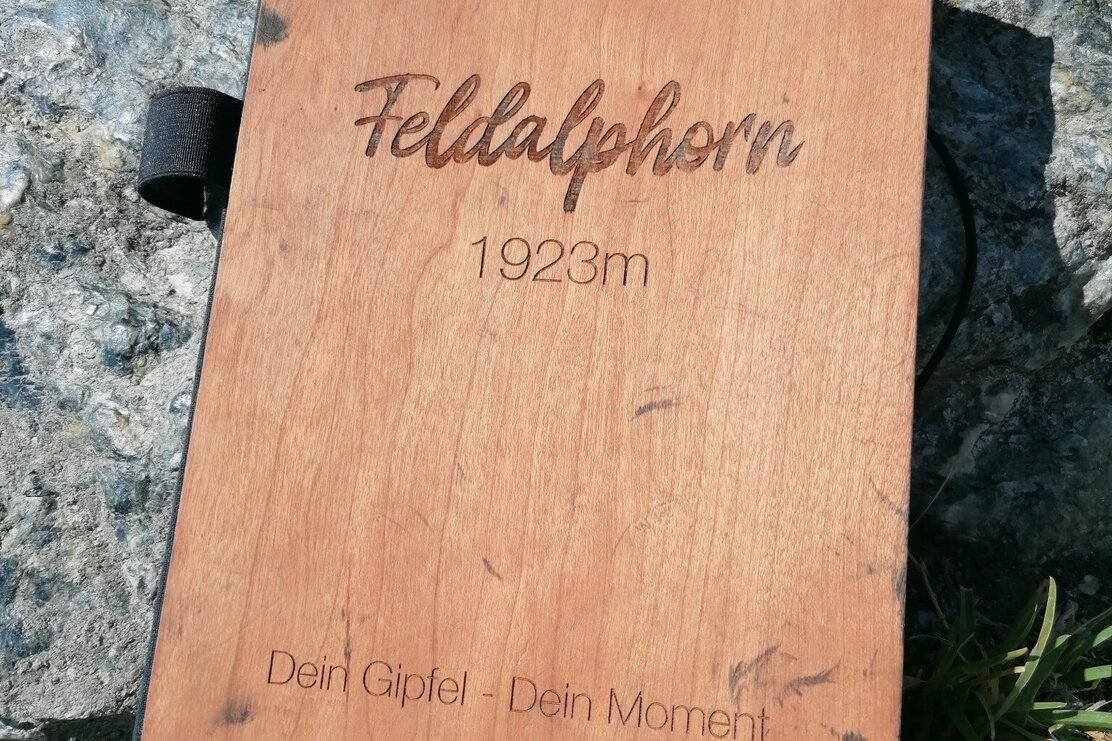 Feldalphorn
1923m
Dein Gipfel - Dein Moment